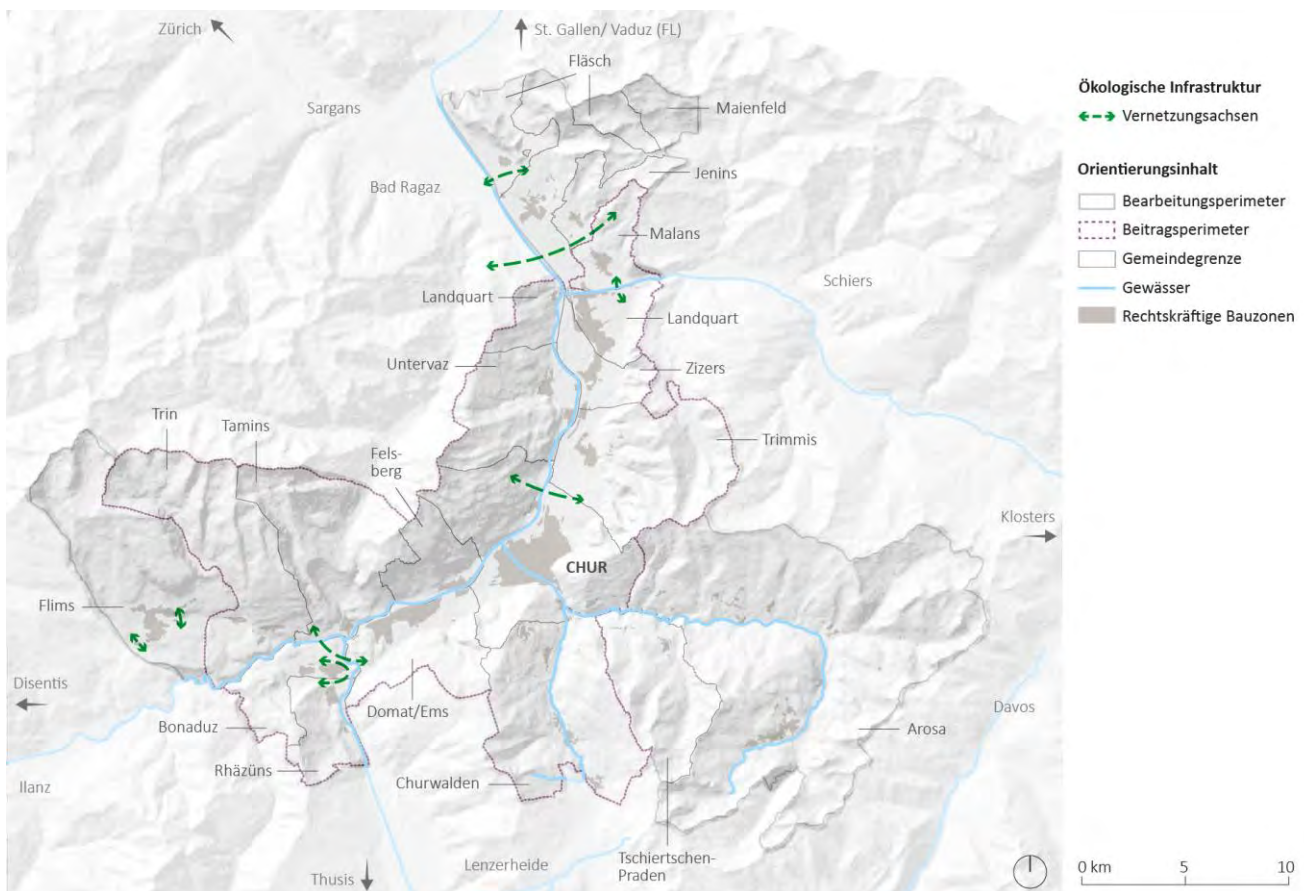 Zürich
St. Gallen/ Vaduz (FL)
Fläsch
Maienfeld
Sargans
Jenins
Bad Ragaz
Malans
Schiers
Landquart
Landquart
Untervaz
Zizers
Trin
Tamins
Trimmis
Fels-
berg
Klosters
CHUR
Flims
Disentis
Domat/Ems
Davos
Bonaduz
Arosa
Rhäzüns
Churwalden
Ilanz
Tschiertschen-
Praden
Lenzerheide
Thusis
Ökologische Infrastruktur
Vernetzungsachsen
Orientierungsinhalt
Bearbeitungsperimeter
Beitragsperimeter
Gemeindegrenze
Gewässer
Rechtskräftige Bauzonen
0 km 5 10